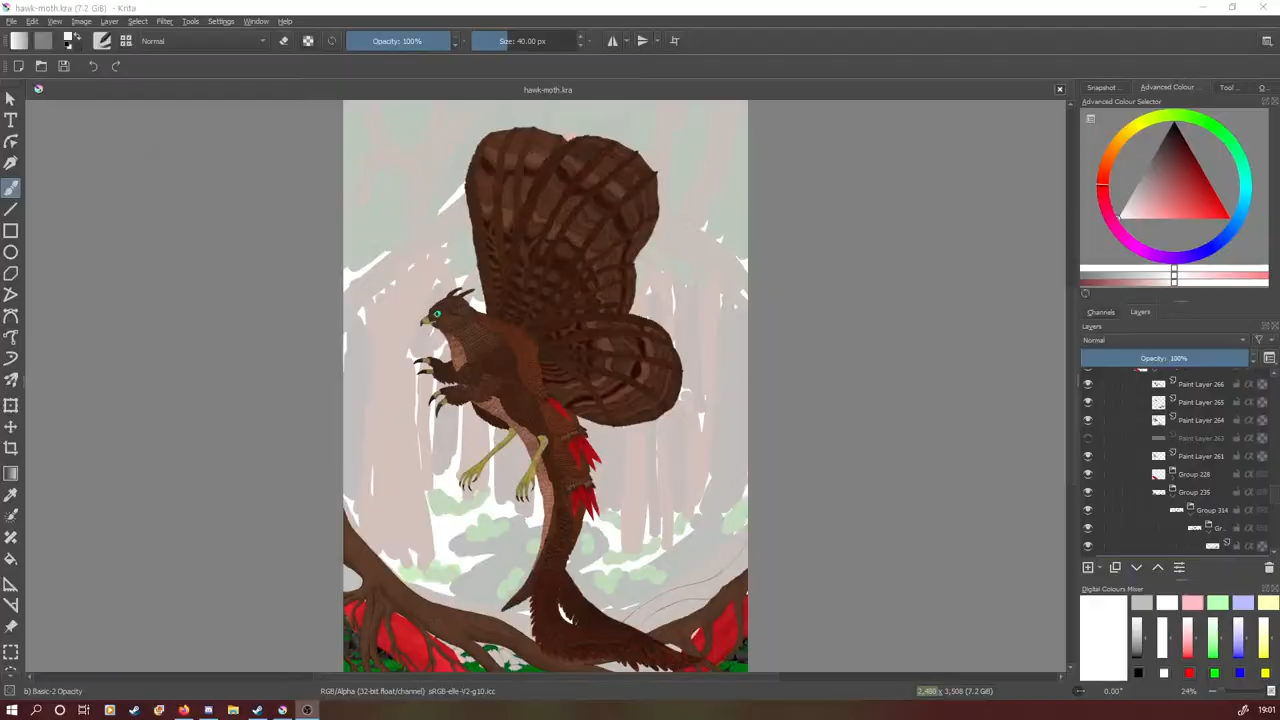 hawk-moth.kra (7.2 GiB) - Krita
File Edit View Image Layer Select Filter Tools Settings Window Help
Normal Opacity: 100% Size: 40.00 px
hawk-moth.kra
Snapshot ... Advanced Colour ... Tool ... O...
Advanced Colour Selector
Channels Layers
Layers
Normal
Opacity: 100%
Paint Layer 266
Paint Layer 265
Paint Layer 264
Paint Layer 263
Paint Layer 261
Group 228
Group 235
Group 314
Gr...
Digital Colours Mixer
b) Basic-2 Opacity RGB/Alpha (32-bit float/channel) sRGB-elle-V2-g10.icc 2,480 x 3,508 (7.2 GiB) 0.00° 24%
19:01